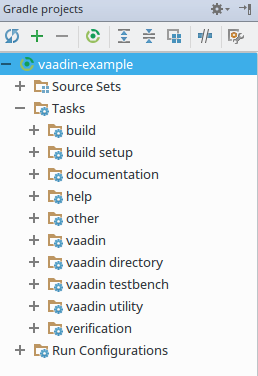 Gradle projects
vaadin-example
Source Sets
Tasks
build
build setup
documentation
help
other
vaadin
vaadin directory
vaadin testbench
vaadin utility
verification
Run Configurations